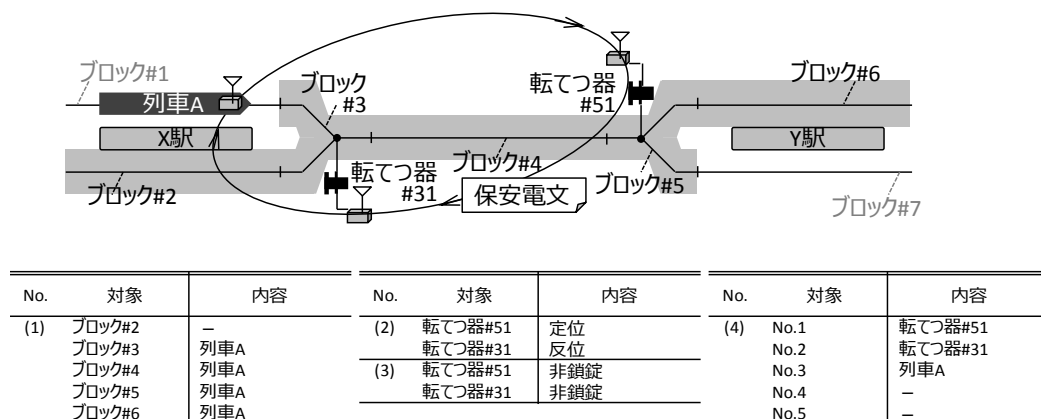 ブロック#1
列車A
X駅
ブロック#2
ブロック
#3
転てつ器
#31
保安電文
ブロック#4
転てつ器
#51
ブロック#5
ブロック#6
Y駅
ブロック#7
No. 対象 内容
(1) ブロック#2 –
ブロック#3 列車A
ブロック#4 列車A
ブロック#5 列車A
ブロック#6 列車A
No. 対象 内容
(2) 転てつ器#51 定位
転てつ器#31 反位
(3) 転てつ器#51 非鎖錠
転てつ器#31 非鎖錠
No. 対象 内容
(4) No.1 転てつ器#51
No.2 転てつ器#31
No.3 列車A
No.4 –
No.5 –